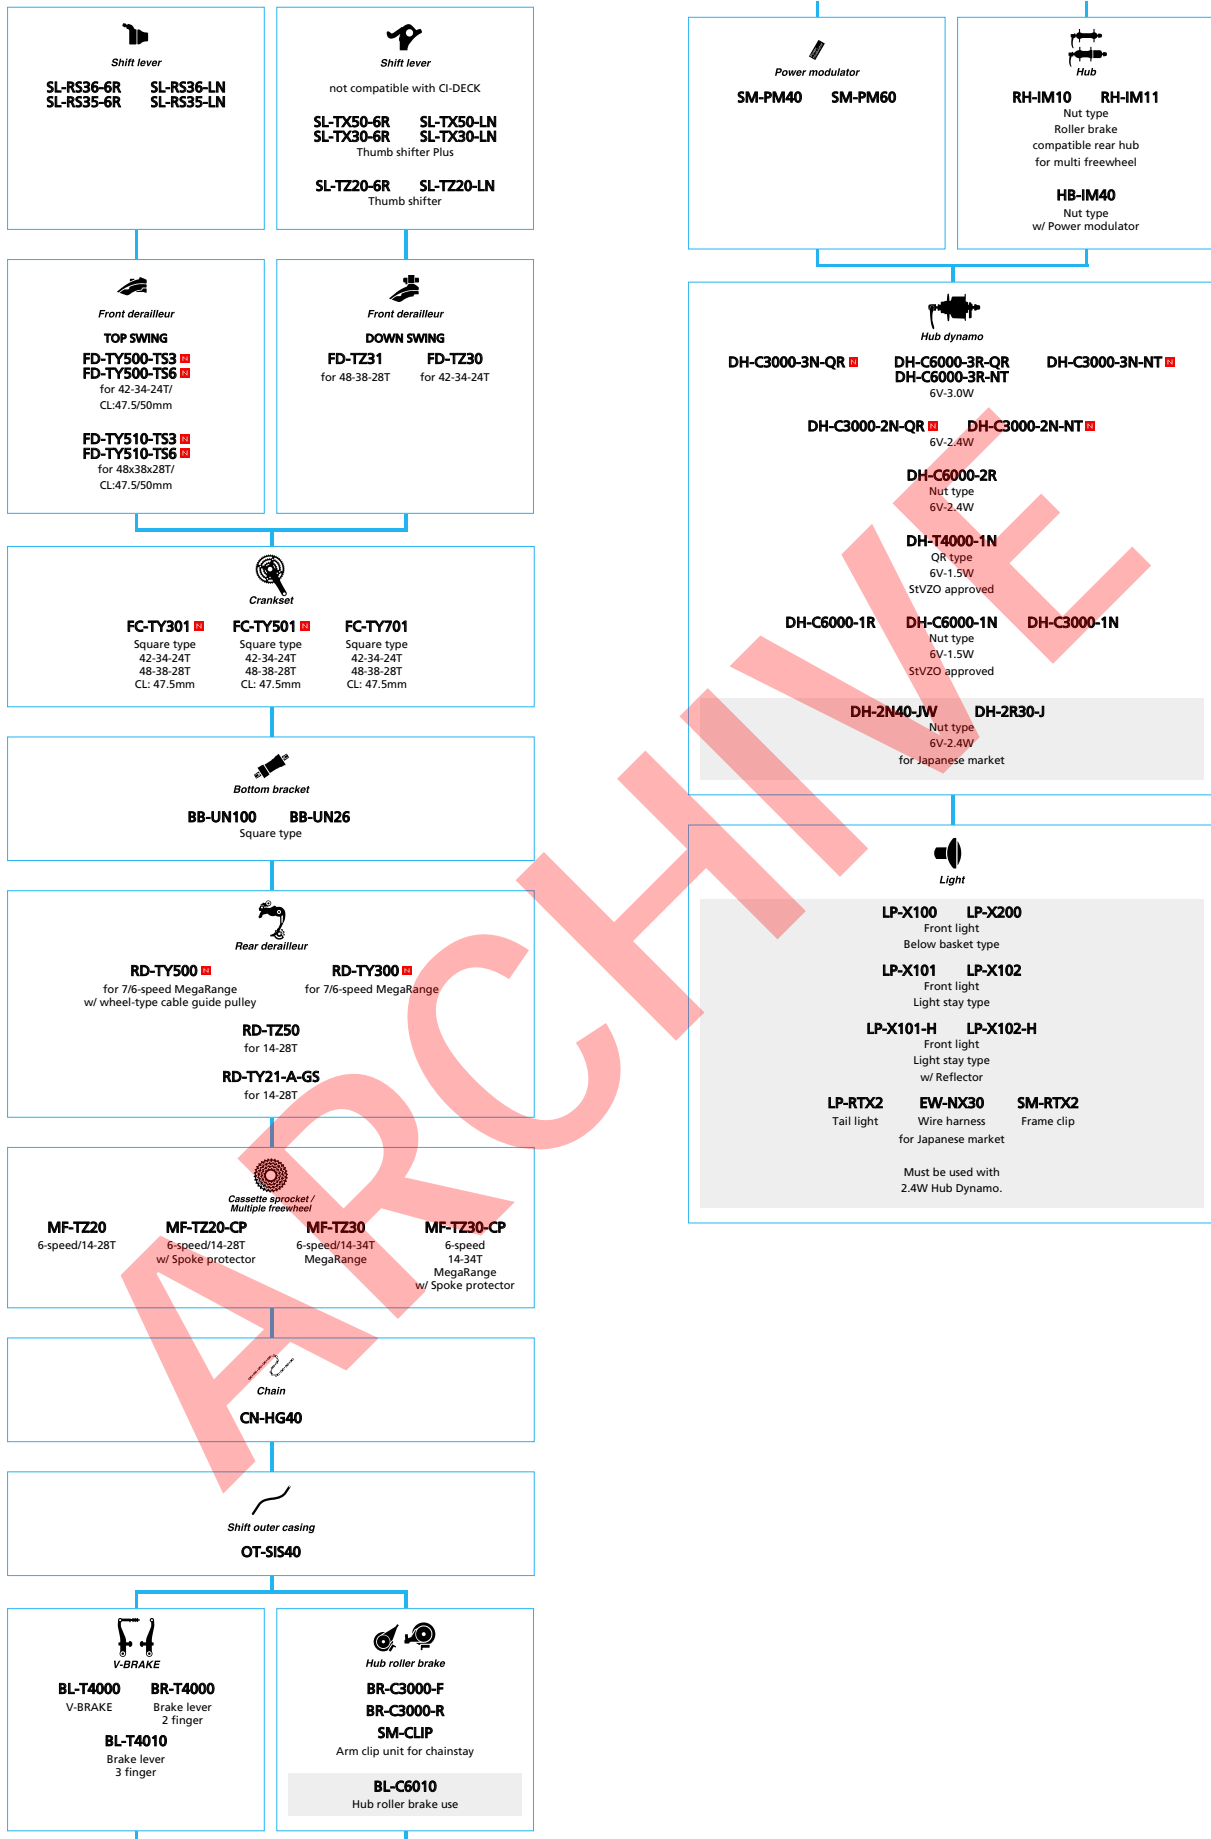 Shift lever
SL-RS36-6R SL-RS36-LN
SL-RS35-6R SL-RS35-LN
Shift lever
not compatible with CI-DECK
SL-TX50-6R SL-TX50-LN
SL-TX30-6R SL-TX30-LN
Thumb shifter Plus
SL-TZ20-6R SL-TZ20-LN
Thumb shifter
Front derailleur
TOP SWING
FD-TY500-TS3 N
FD-TY500-TS6 N
for 42-34-24T/
CL:47.5/50mm
FD-TY510-TS3 N
FD-TY510-TS6 N
for 48x38x28T/
CL:47.5/50mm
Front derailleur
DOWN SWING
FD-TZ31 FD-TZ30
for 48-38-28T for 42-34-24T
Crankset
FC-TY301 N FC-TY501 N FC-TY701
Square type Square type Square type
42-34-24T 42-34-24T 42-34-24T
48-38-28T 48-38-28T 48-38-28T
CL: 47.5mm CL: 47.5mm CL: 47.5mm
Bottom bracket
BB-UN100 BB-UN26
Square type
Rear derailleur
RD-TY500 N RD-TY300 N
for 7/6-speed MegaRange for 7/6-speed MegaRange
w/ wheel-type cable guide pulley
RD-TZ50
for 14-28T
RD-TY21-A-GS
for 14-28T
Cassette sprocket /
Multiple freewheel
MF-TZ20 MF-TZ20-CP MF-TZ30 MF-TZ30-CP
6-speed/14-28T 6-speed/14-28T 6-speed/14-34T 6-speed
w/ Spoke protector MegaRange 14-34T
MegaRange
w/ Spoke protector
Chain
CN-HG40
Shift outer casing
OT-SIS40
V-BRAKE
BL-T4000 BR-T4000
V-BRAKE Brake lever
2 finger
BL-T4010
Brake lever
3 finger
Hub roller brake
BR-C3000-F
BR-C3000-R
SM-CLIP
Arm clip unit for chainstay
BL-C6010
Hub roller brake use
Power modulator
SM-PM40 SM-PM60
Hub
RH-IM10 RH-IM11
Nut type
Roller brake
compatible rear hub
for multi freewheel
HB-IM40
Nut type
w/ Power modulator
Hub dynamo
DH-C3000-3N-QR N DH-C6000-3R-QR DH-C3000-3N-NT N
DH-C6000-3R-NT
6V-3.0W
DH-C3000-2N-QR N DH-C3000-2N-NT N
6V-2.4W
DH-C6000-2R
Nut type
6V-2.4W
DH-T4000-1N
QR type
6V-1.5W
StVZO approved
DH-C6000-1R DH-C6000-1N DH-C3000-1N
Nut type
6V-1.5W
StVZO approved
DH-2N40-JW DH-2R30-J
Nut type
6V-2.4W
for Japanese market
Light
LP-X100 LP-X200
Front light
Below basket type
LP-X101 LP-X102
Front light
Light stay type
LP-X101-H LP-X102-H
Front light
Light stay type
w/ Reflector
LP-RTX2 EW-NX30 SM-RTX2
Tail light Wire harness Frame clip
for Japanese market
Must be used with
2.4W Hub Dynamo.
ARCHIVE